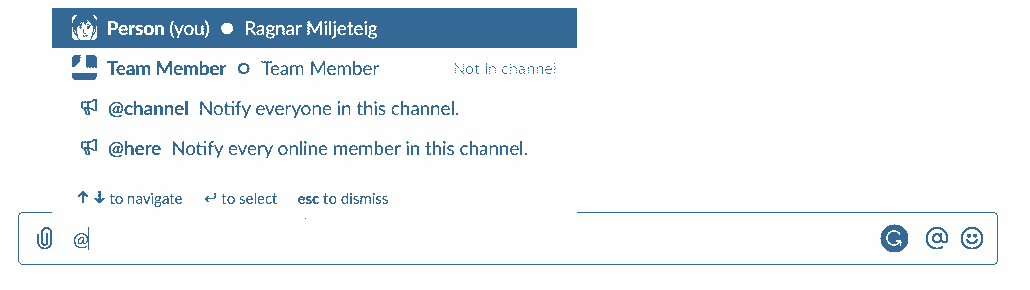 Person (you) ● Ragnar Miljeteig
Team Member ○ Team Member Not in channel
@channel Notify everyone in this channel.
@here Notify every online member in this channel.
↑ ↓ to navigate ↵ to select esc to dismiss
@